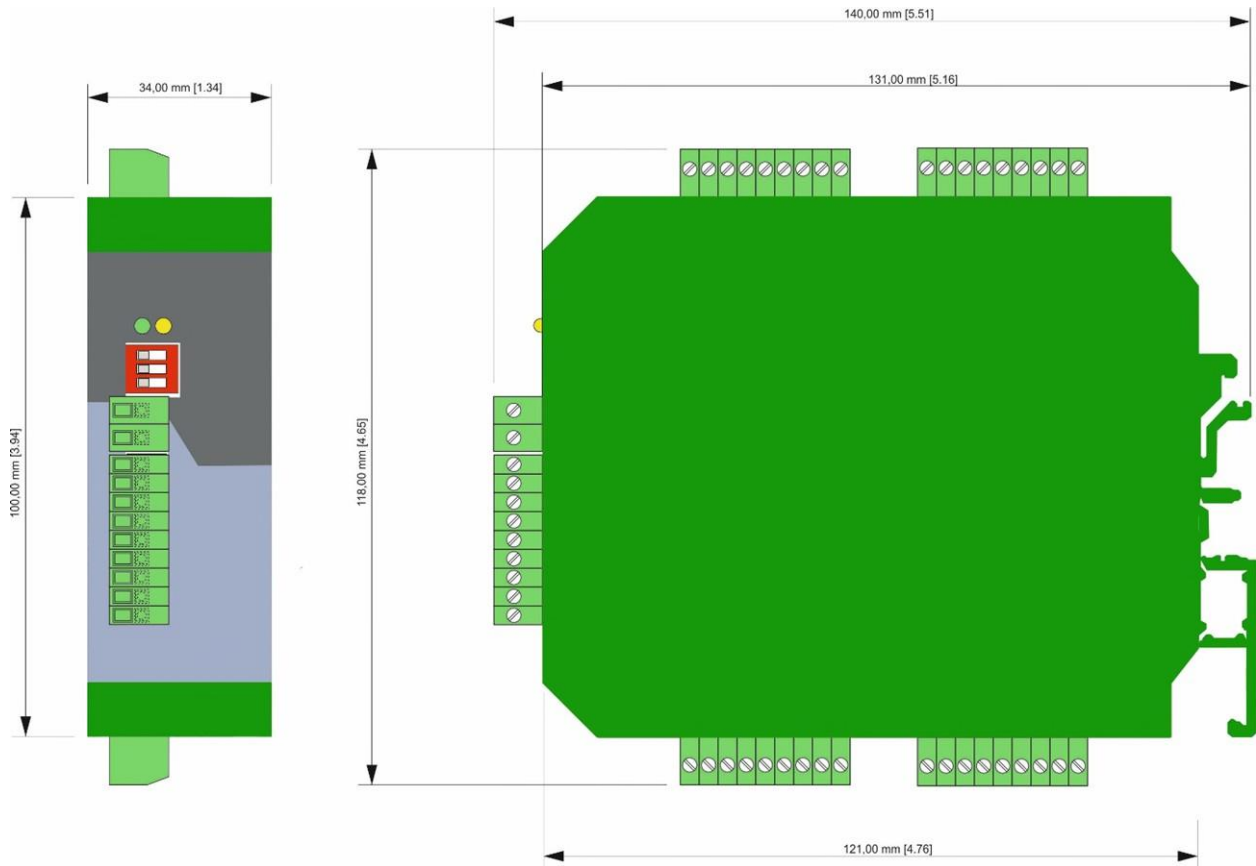 140,00 mm [5.51]
131,00 mm [5.16]
34,00 mm [1.34]
100,00 mm [3.94]
118,00 mm [4.65]
121,00 mm [4.76]